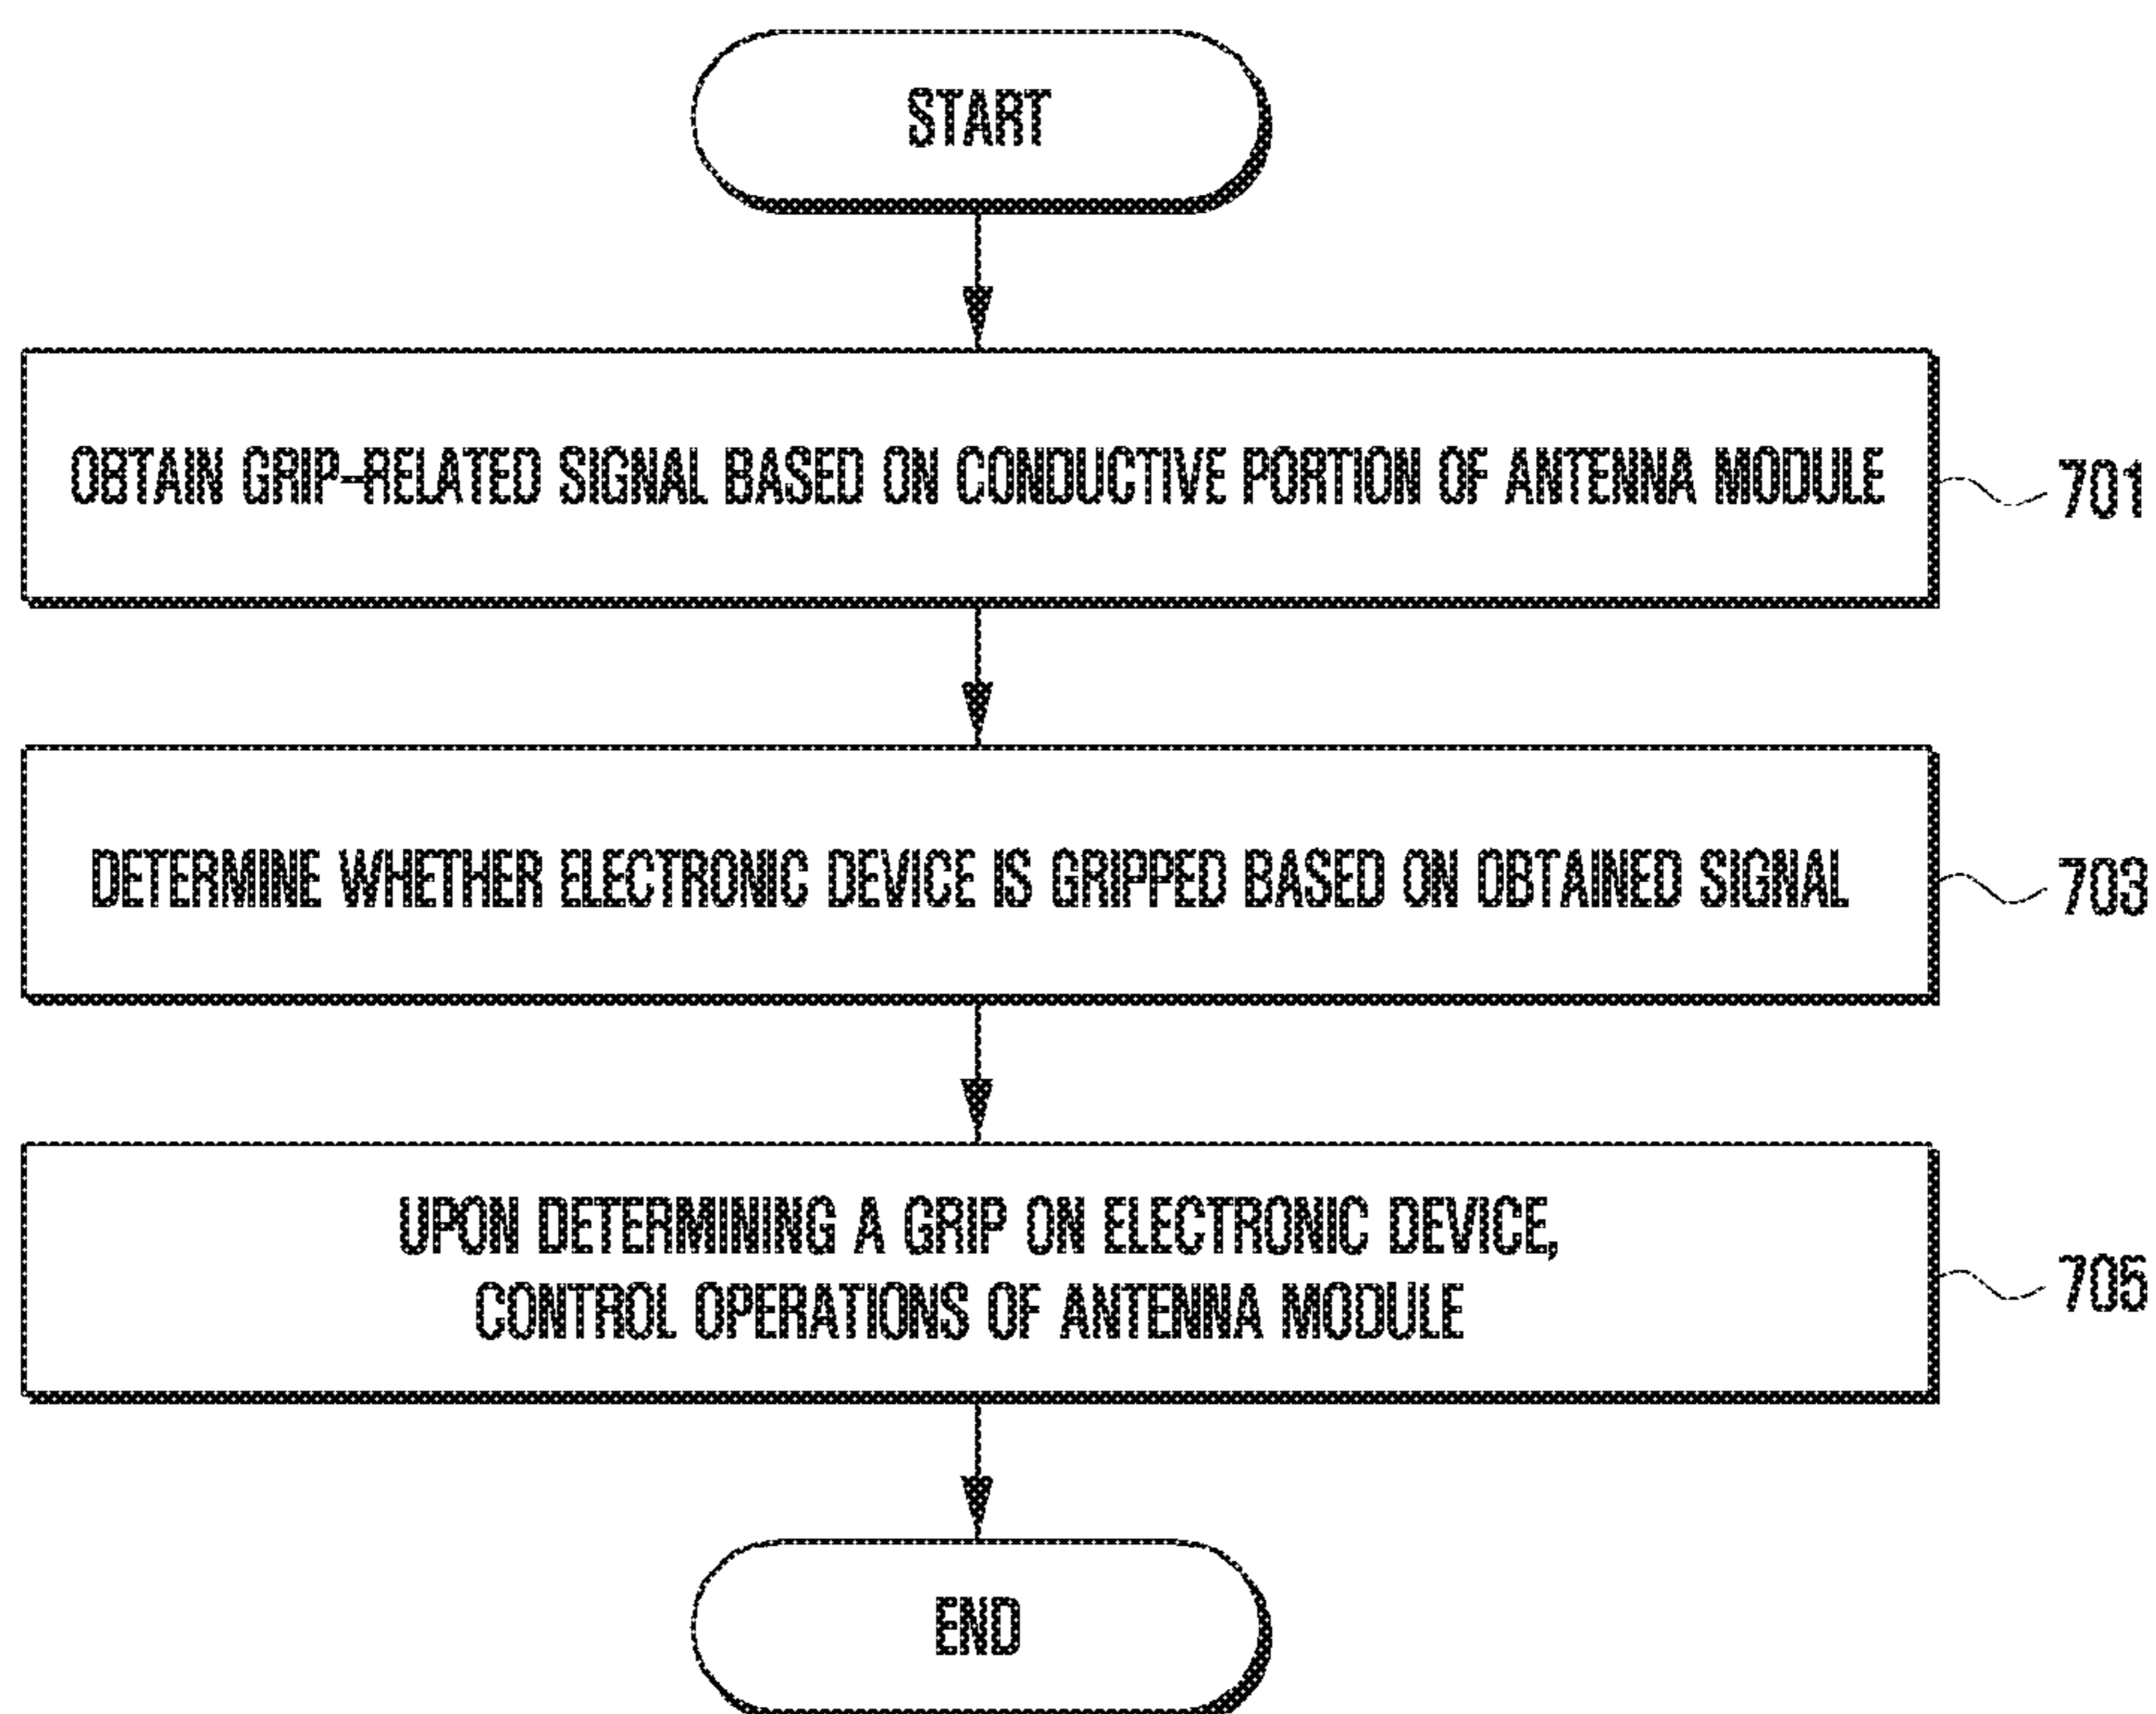 START
OBTAIN GRIP-RELATED SIGNAL BASED ON CONDUCTIVE PORTION OF ANTENNA MODULE
701
DETERMINE WHETHER ELECTRONIC DEVICE IS GRIPPED BASED ON OBTAINED SIGNAL
703
UPON DETERMINING A GRIP ON ELECTRONIC DEVICE,
CONTROL OPERATIONS OF ANTENNA MODULE
705
END